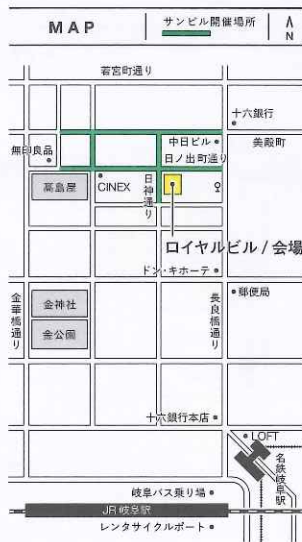 MAP
サンビル開催場所
N
若宮町通り
十六銀行
中日ビル
美殿町
無印良品
日ノ出町通り
高島屋
CINEX
日神通り
ロイヤルビル / 会場
ドン・キホーテ
金華橋通り
金神社
金公園
長良橋通り
郵便局
十六銀行本店
LOFT
名鉄岐阜駅
岐阜バス乗り場
JR岐阜駅
レンタサイクルポート